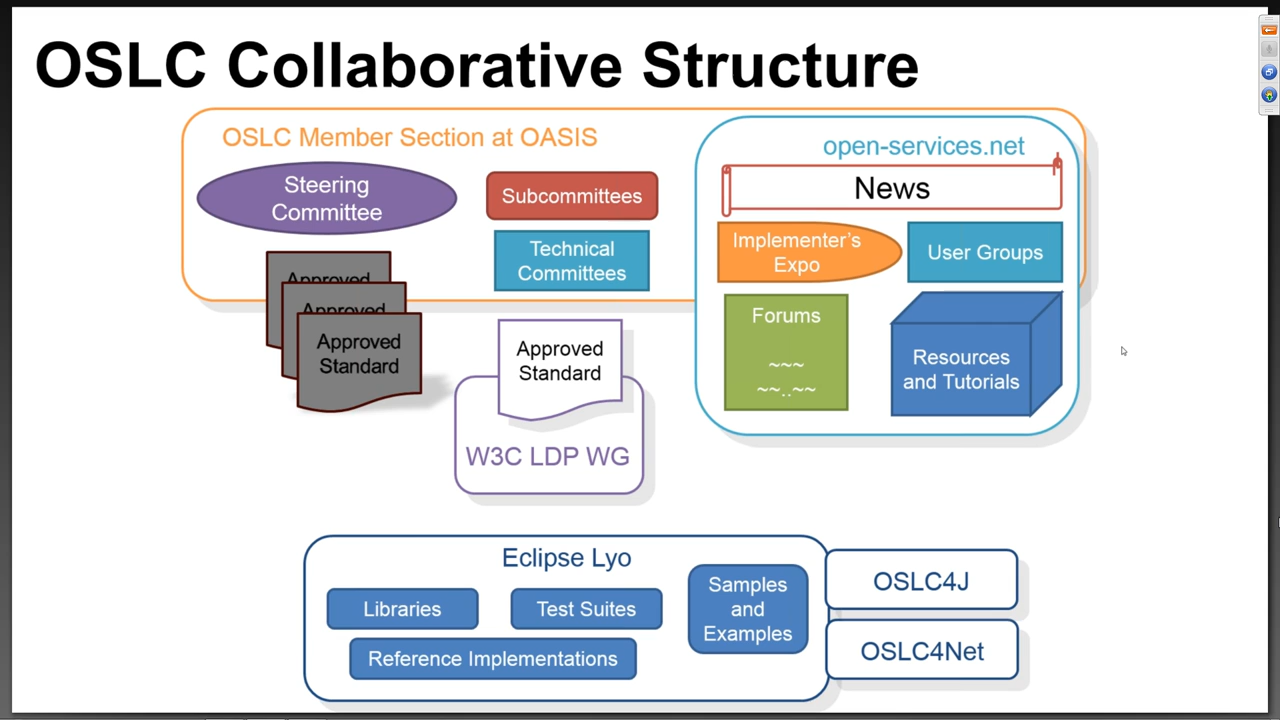 OSLC Collaborative Structure
OSLC Member Section at OASIS
Steering
Committee
Subcommittees
Technical
Committees
Approved
Approved
Approved
Standard
Approved
Standard
W3C LDP WG
open-services.net
News
Implementer's
Expo
User Groups
Forums
~~~
~~..~~
Resources
and Tutorials
Eclipse Lyo
Libraries
Test Suites
Reference Implementations
Samples
and
Examples
OSLC4J
OSLC4Net